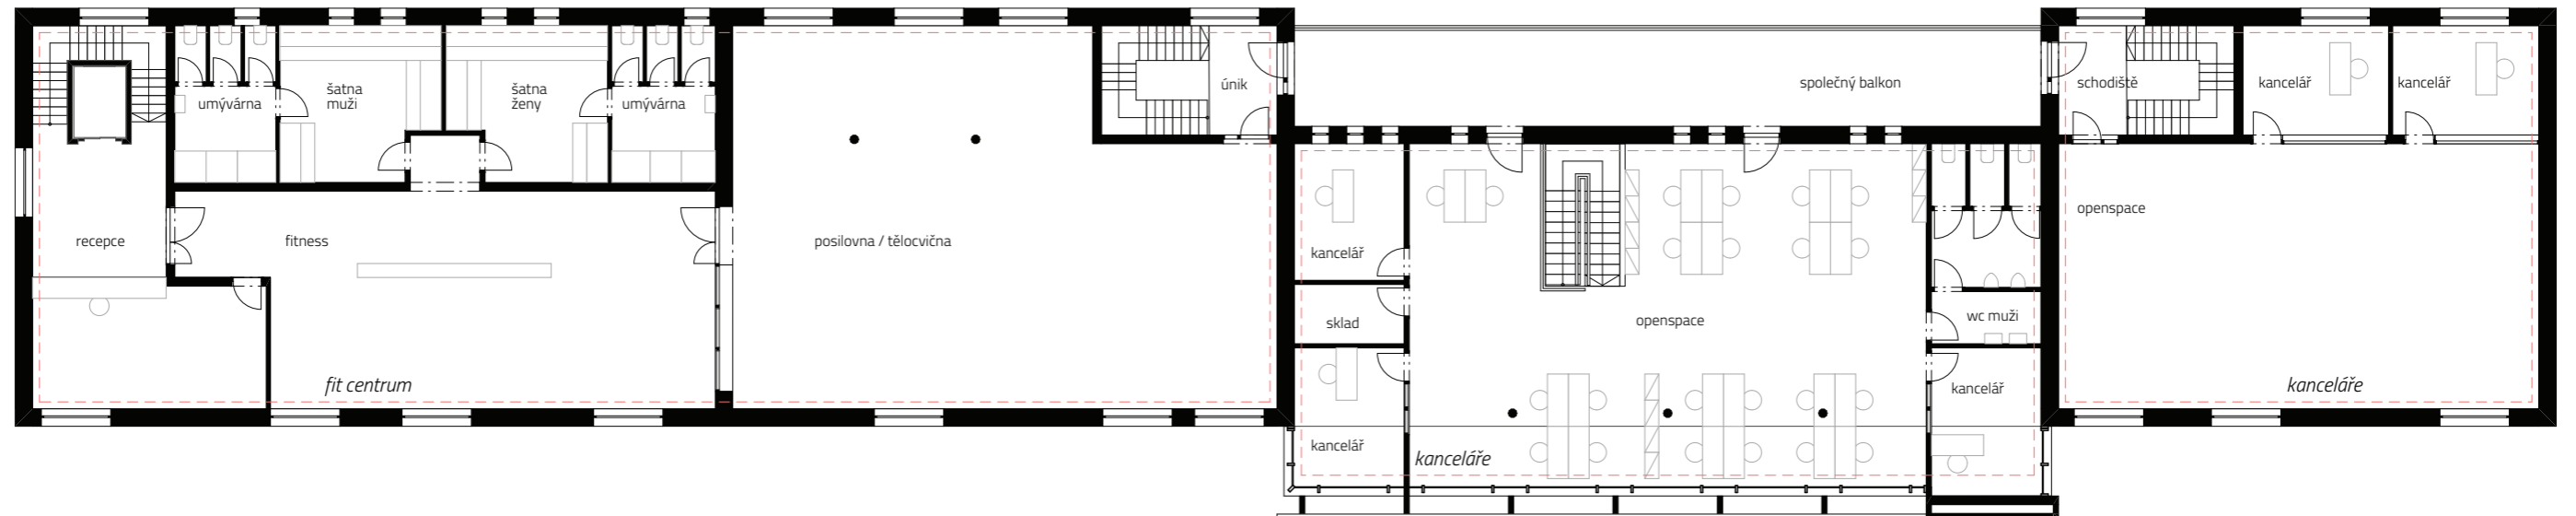 umývárna
šatna
muži
šatna
ženy
umývárna
recepce
fitness
fit centrum
posilovna / tělocvična
únik
společný balkon
kancelář
sklad
kancelář
openspace
kanceláře
wc muži
kancelář
schodiště
kancelář
kancelář
openspace
kanceláře